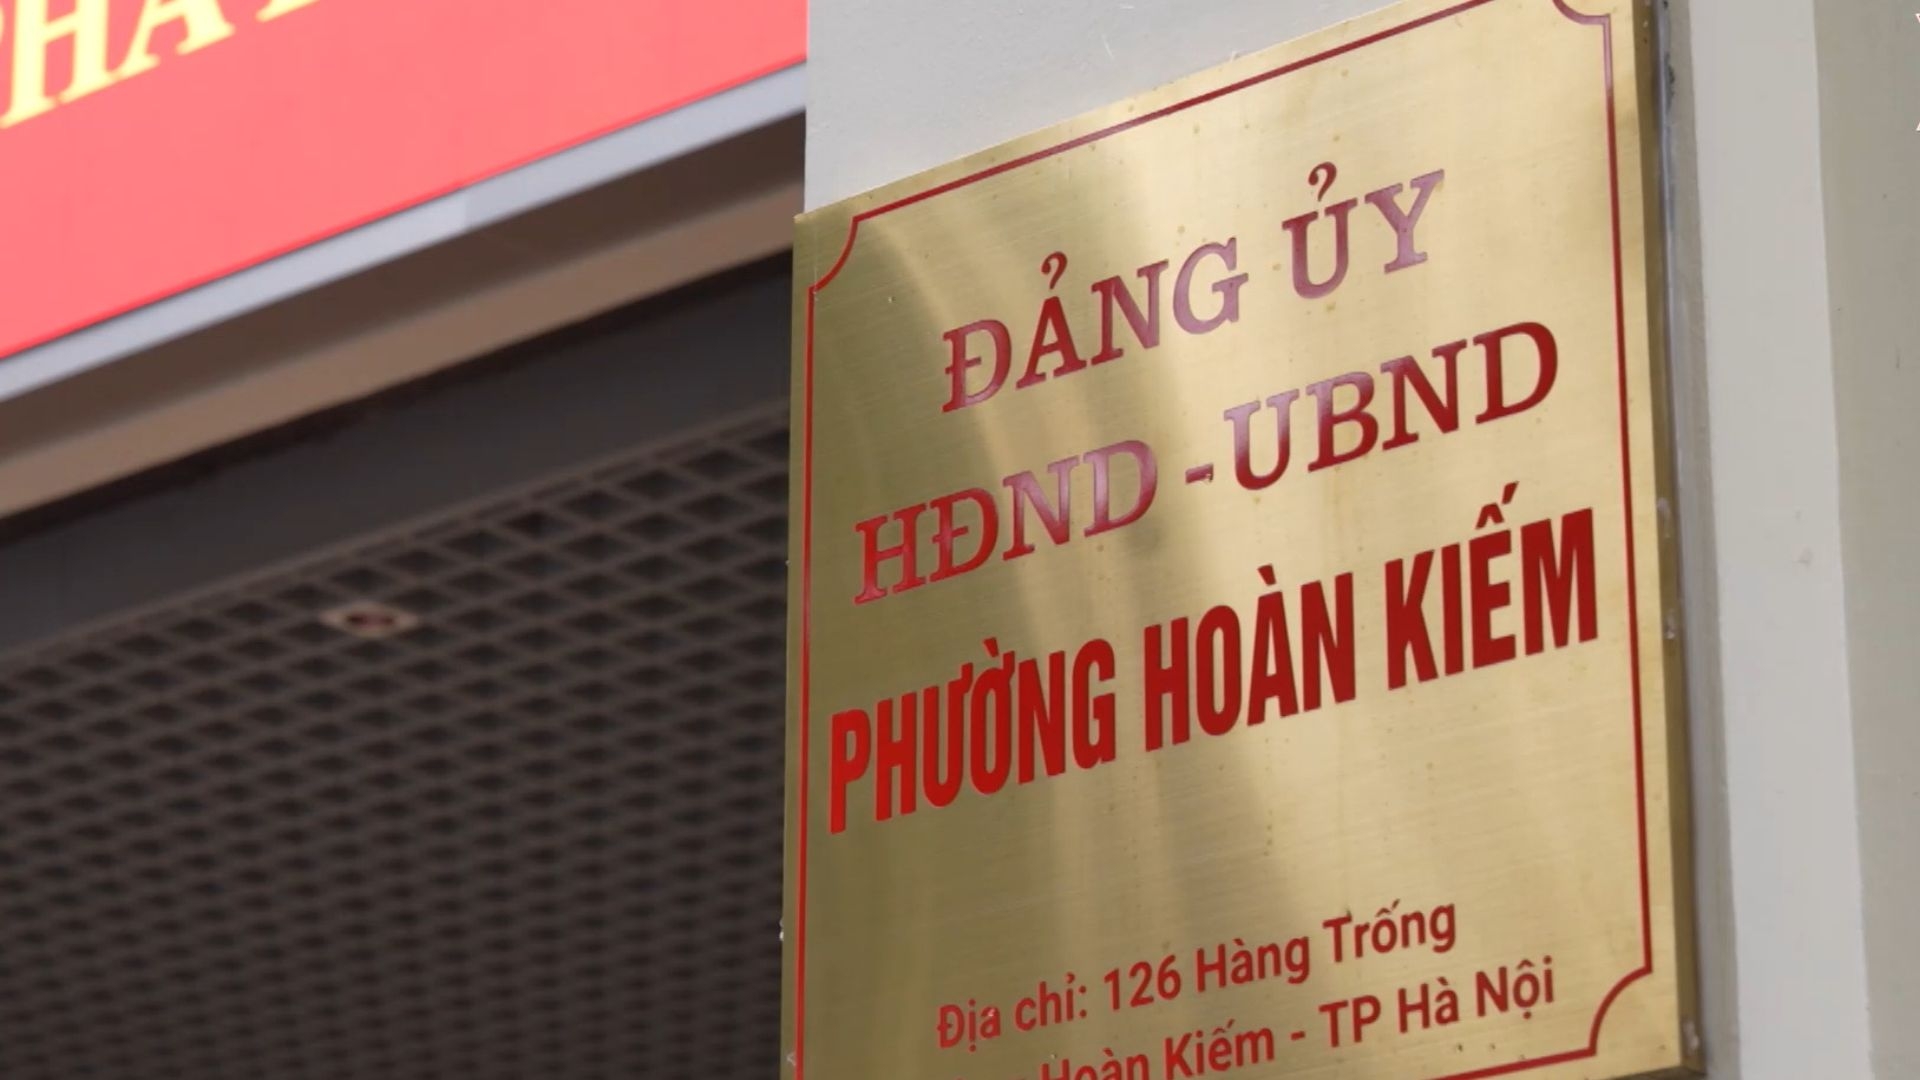 ĐẢNG ỦY
HĐND - UBND
PHƯỜNG HOÀN KIẾM
Địa chỉ: 126 Hàng Trống
Hoàn Kiếm - TP Hà Nội